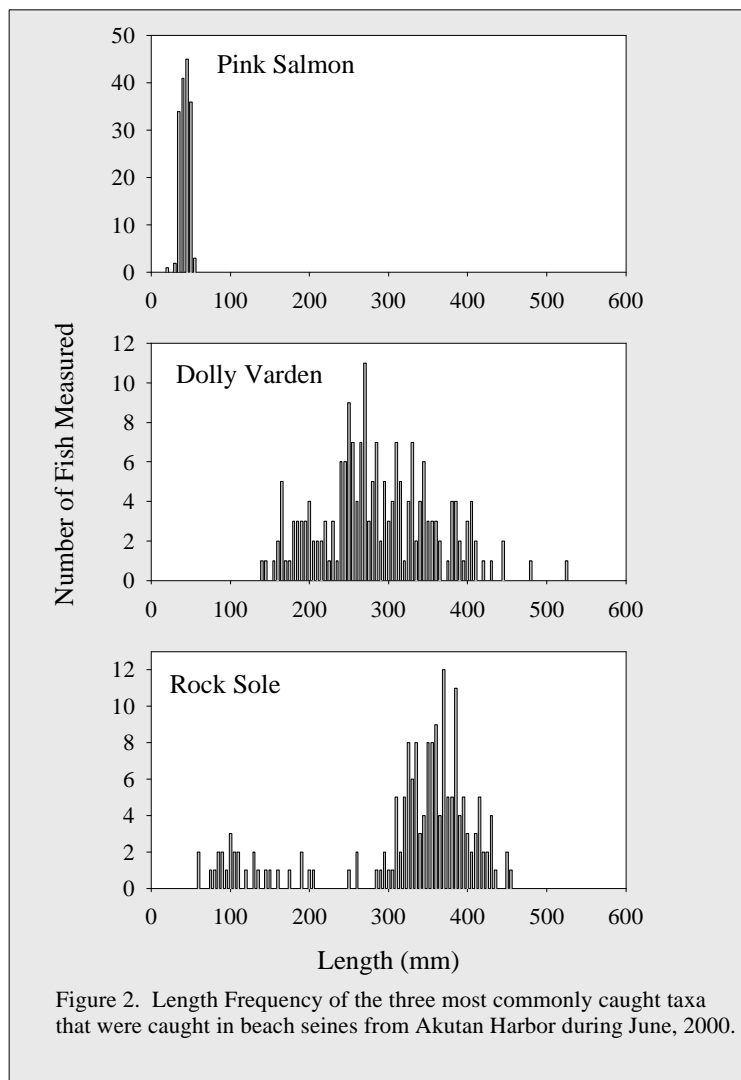 50
40
30
20
10
0
Pink Salmon
0 100 200 300 400 500 600
Number of Fish Measured
12
10
8
6
4
2
0
Dolly Varden
0 100 200 300 400 500 600
12
10
8
6
4
2
0
Rock Sole
0 100 200 300 400 500 600
Length (mm)
Figure 2. Length Frequency of the three most commonly caught taxa
that were caught in beach seines from Akutan Harbor during June, 2000.